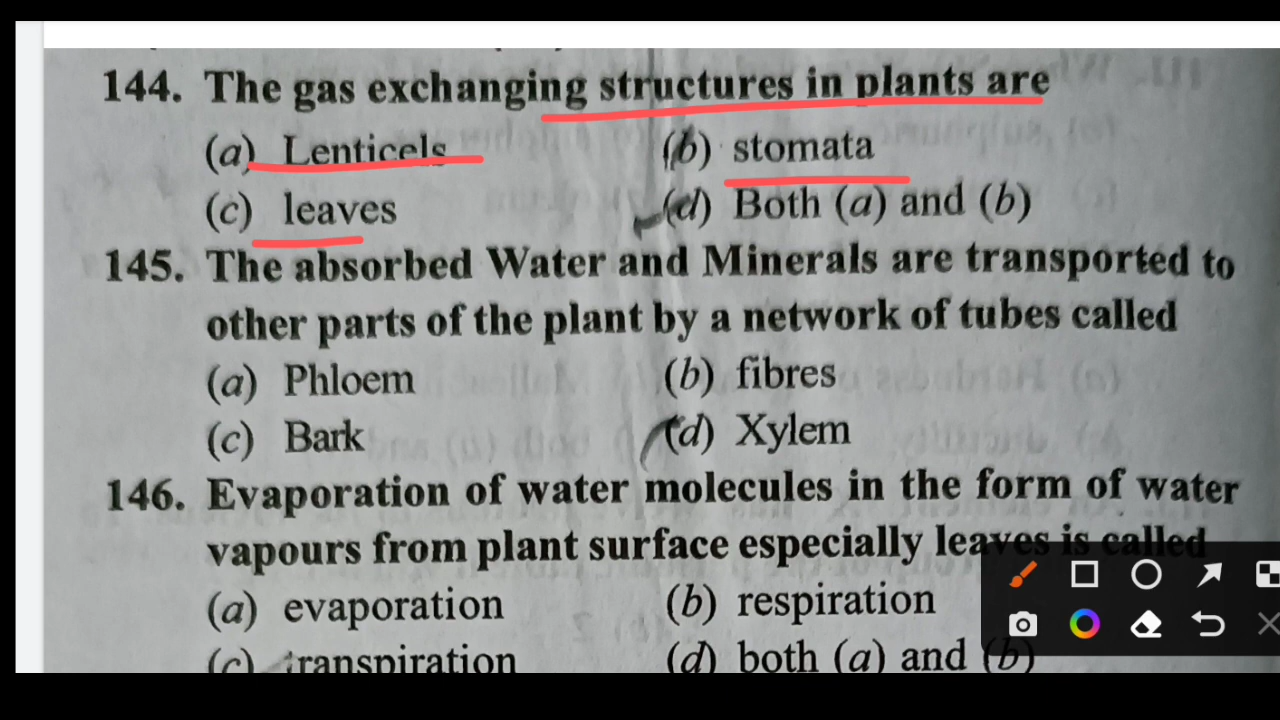 144. The gas exchanging structures in plants are
(a) Lenticels (b) stomata
(c) leaves (d) Both (a) and (b)
145. The absorbed Water and Minerals are transported to
other parts of the plant by a network of tubes called
(a) Phloem (b) fibres
(c) Bark (d) Xylem
146. Evaporation of water molecules in the form of water
vapours from plant surface especially leaves is called
(a) evaporation (b) respiration
(c) transpiration (d) both (a) and (b)